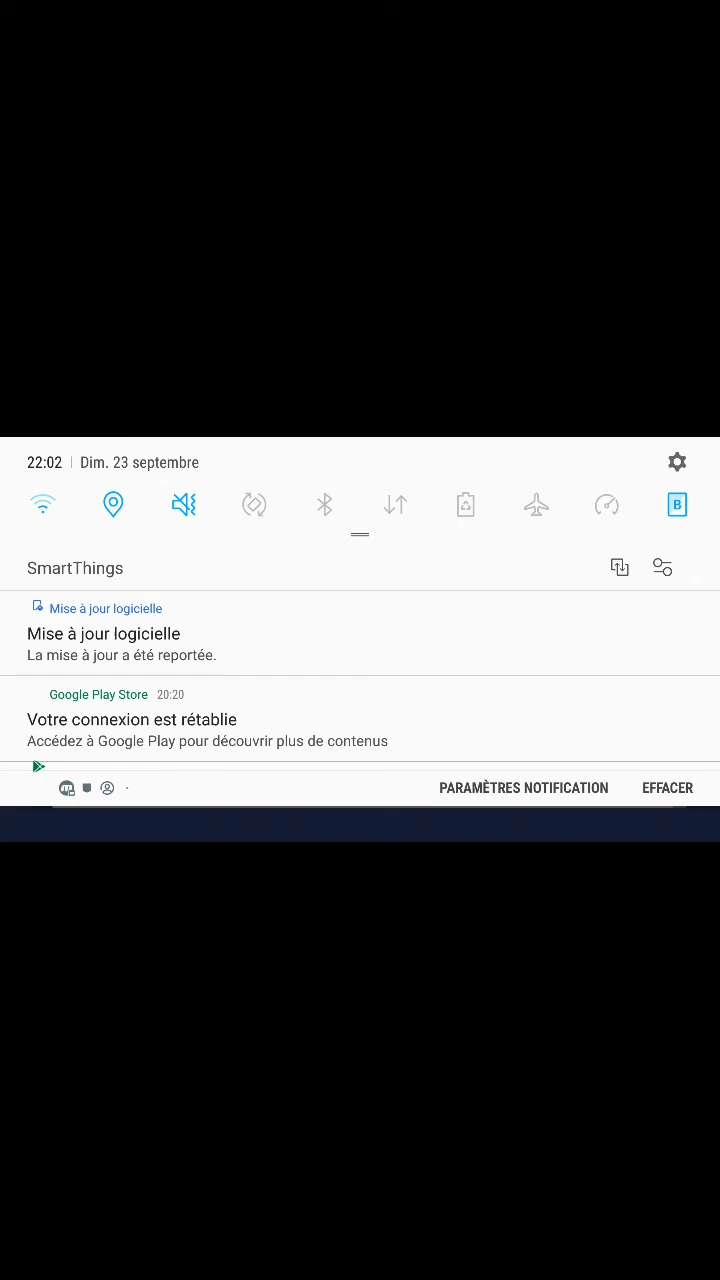 22:02 | Dim. 23 septembre
B
SmartThings
Mise à jour logicielle
Mise à jour logicielle
La mise à jour a été reportée.
Google Play Store 20:20
Votre connexion est rétablie
Accédez à Google Play pour découvrir plus de contenus
PARAMÈTRES NOTIFICATION EFFACER